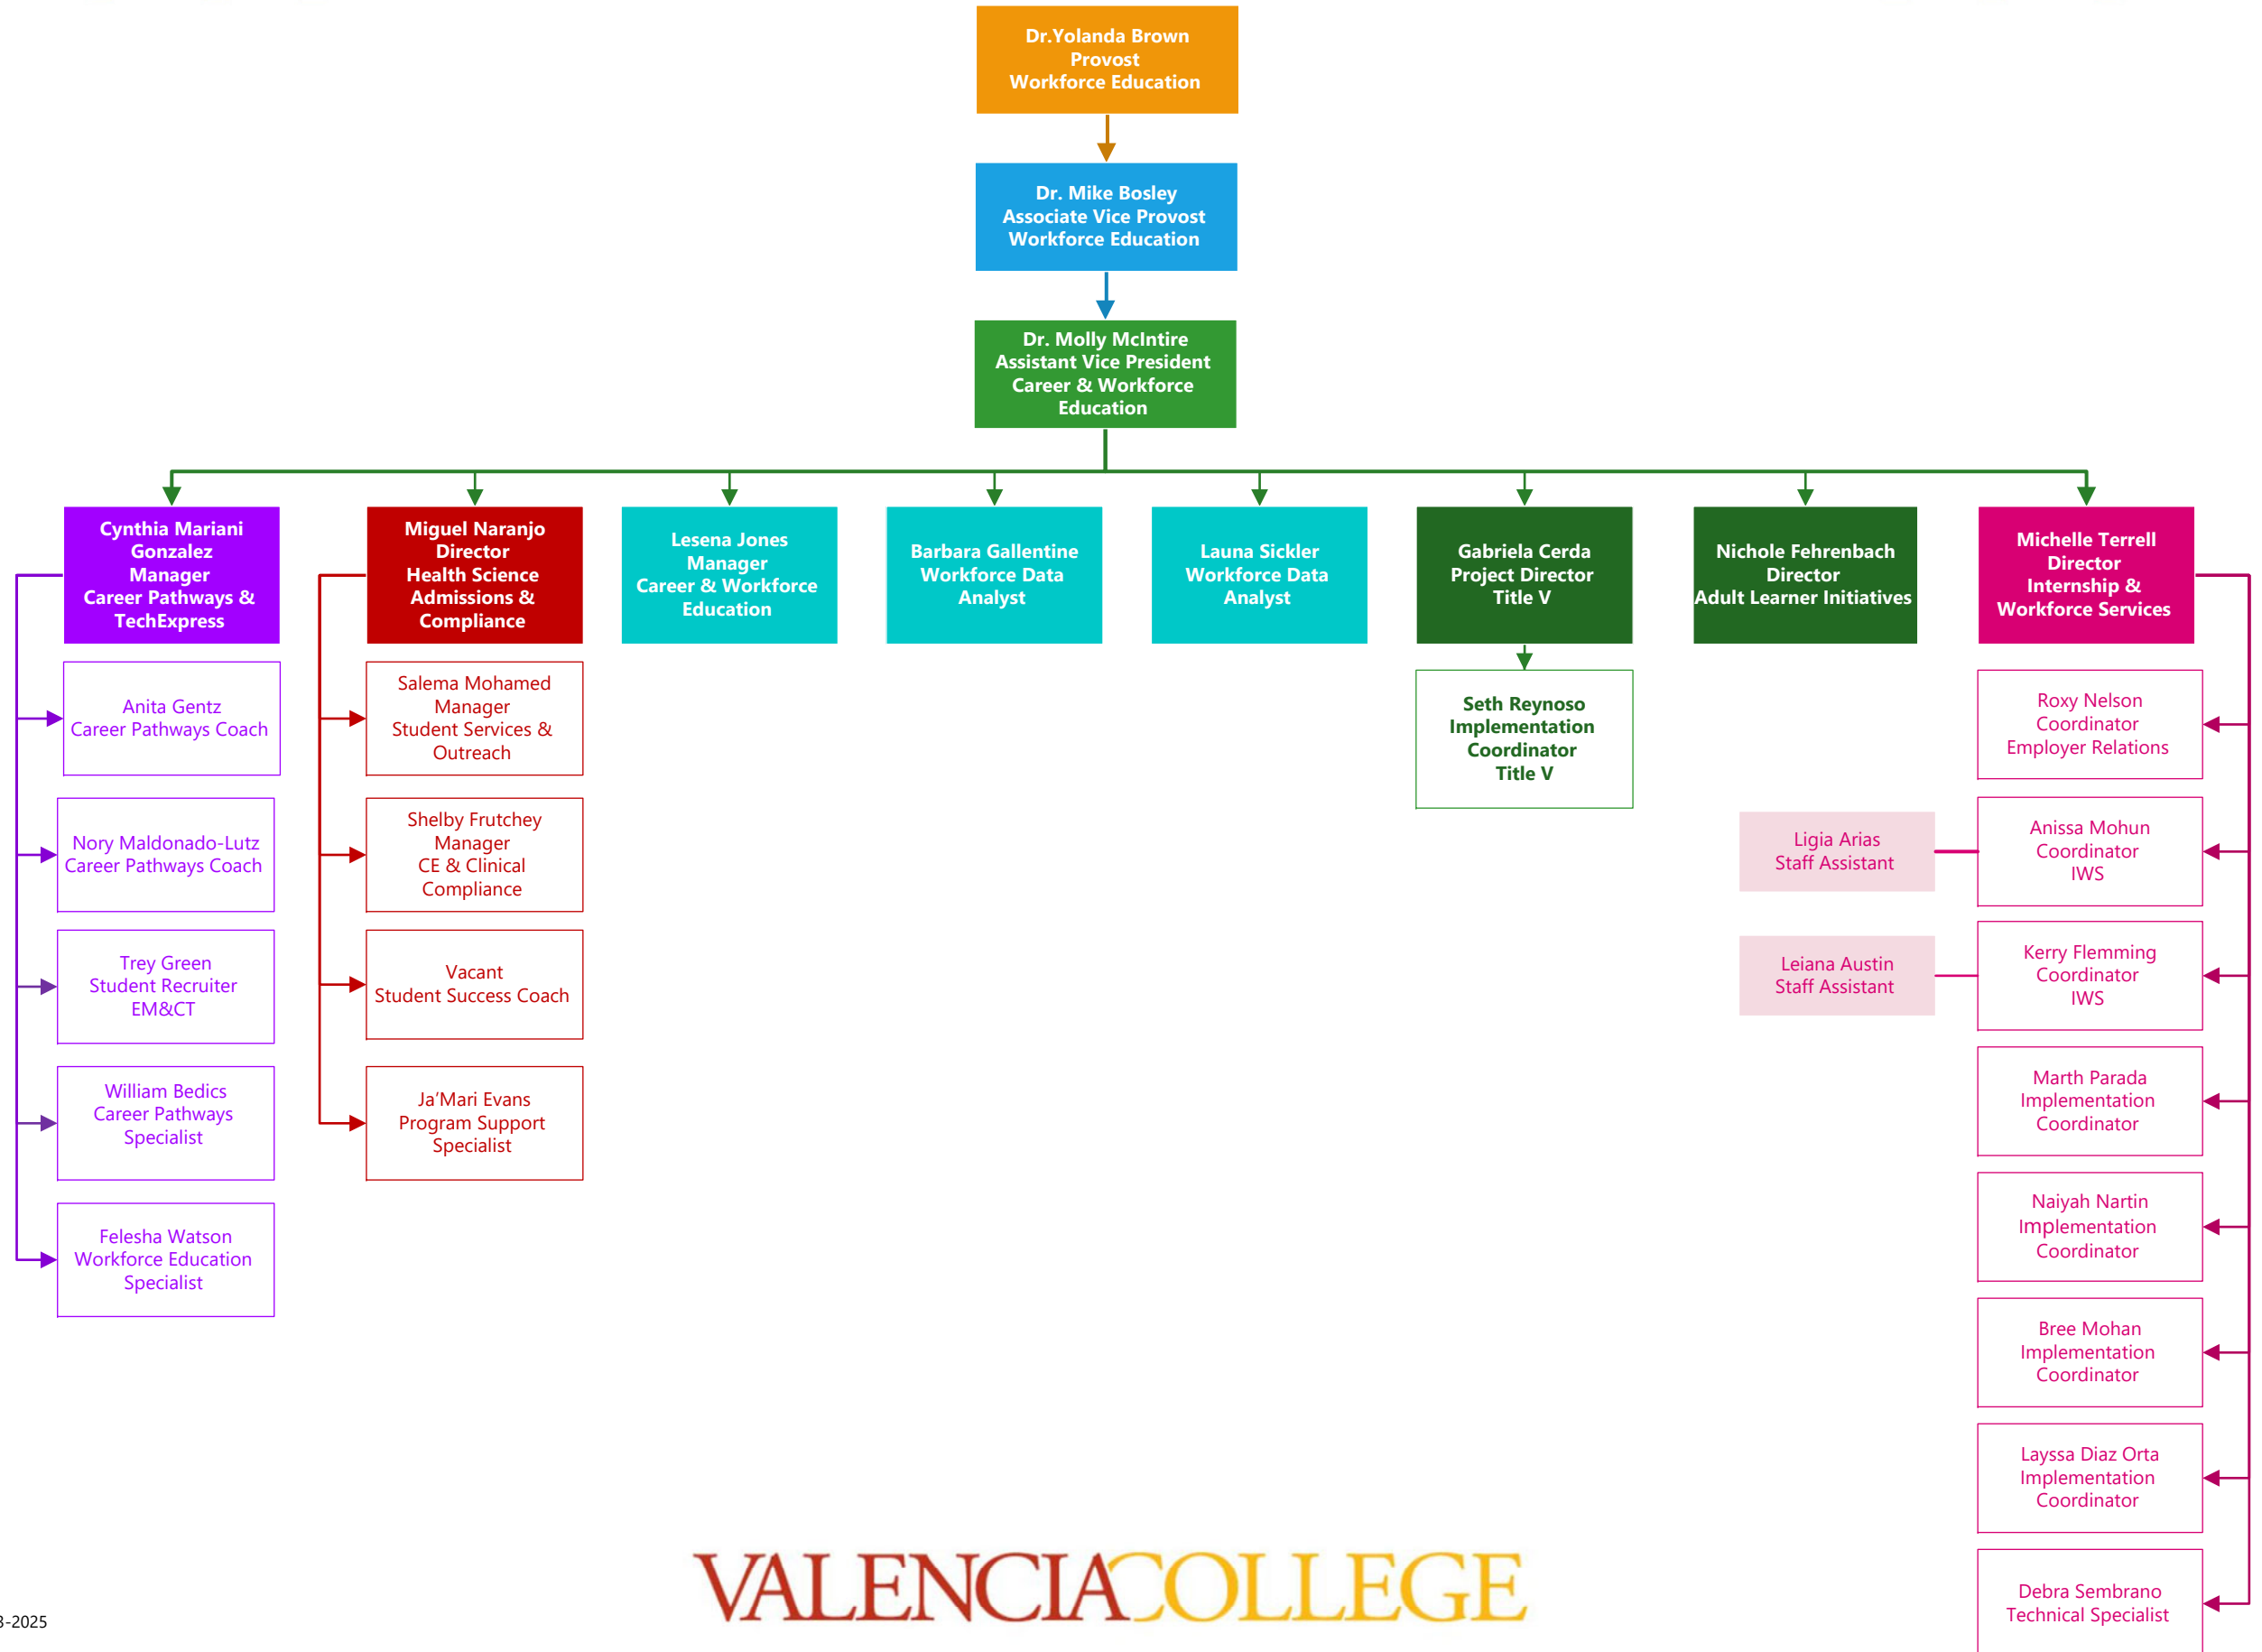 Dr.Yolanda Brown
Provost
Workforce Education
Dr. Mike Bosley
Associate Vice Provost
Workforce Education
Dr. Molly McIntire
Assistant Vice President
Career & Workforce
Education
Cynthia Mariani
Gonzalez
Manager
Career Pathways &
TechExpress
Miguel Naranjo
Director
Health Science
Admissions &
Compliance
Lesena Jones
Manager
Career & Workforce
Education
Barbara Gallentine
Workforce Data
Analyst
Launa Sickler
Workforce Data
Analyst
Gabriela Cerda
Project Director
Title V
Nichole Fehrenbach
Director
Adult Learner Initiatives
Michelle Terrell
Director
Internship &
Workforce Services
Anita Gentz
Career Pathways Coach
Nory Maldonado-Lutz
Career Pathways Coach
Trey Green
Student Recruiter
EM&CT
William Bedics
Career Pathways
Specialist
Felesha Watson
Workforce Education
Specialist
Salema Mohamed
Manager
Student Services &
Outreach
Shelby Frutchey
Manager
CE & Clinical
Compliance
Vacant
Student Success Coach
Ja’Mari Evans
Program Support
Specialist
Seth Reynoso
Implementation
Coordinator
Title V
Roxy Nelson
Coordinator
Employer Relations
Ligia Arias
Staff Assistant
Anissa Mohun
Coordinator
IWS
Leiana Austin
Staff Assistant
Kerry Flemming
Coordinator
IWS
Marth Parada
Implementation
Coordinator
Naiyah Nartin
Implementation
Coordinator
Bree Mohan
Implementation
Coordinator
Layssa Diaz Orta
Implementation
Coordinator
Debra Sembrano
Technical Specialist
VALENCIACOLLEGE
-2025